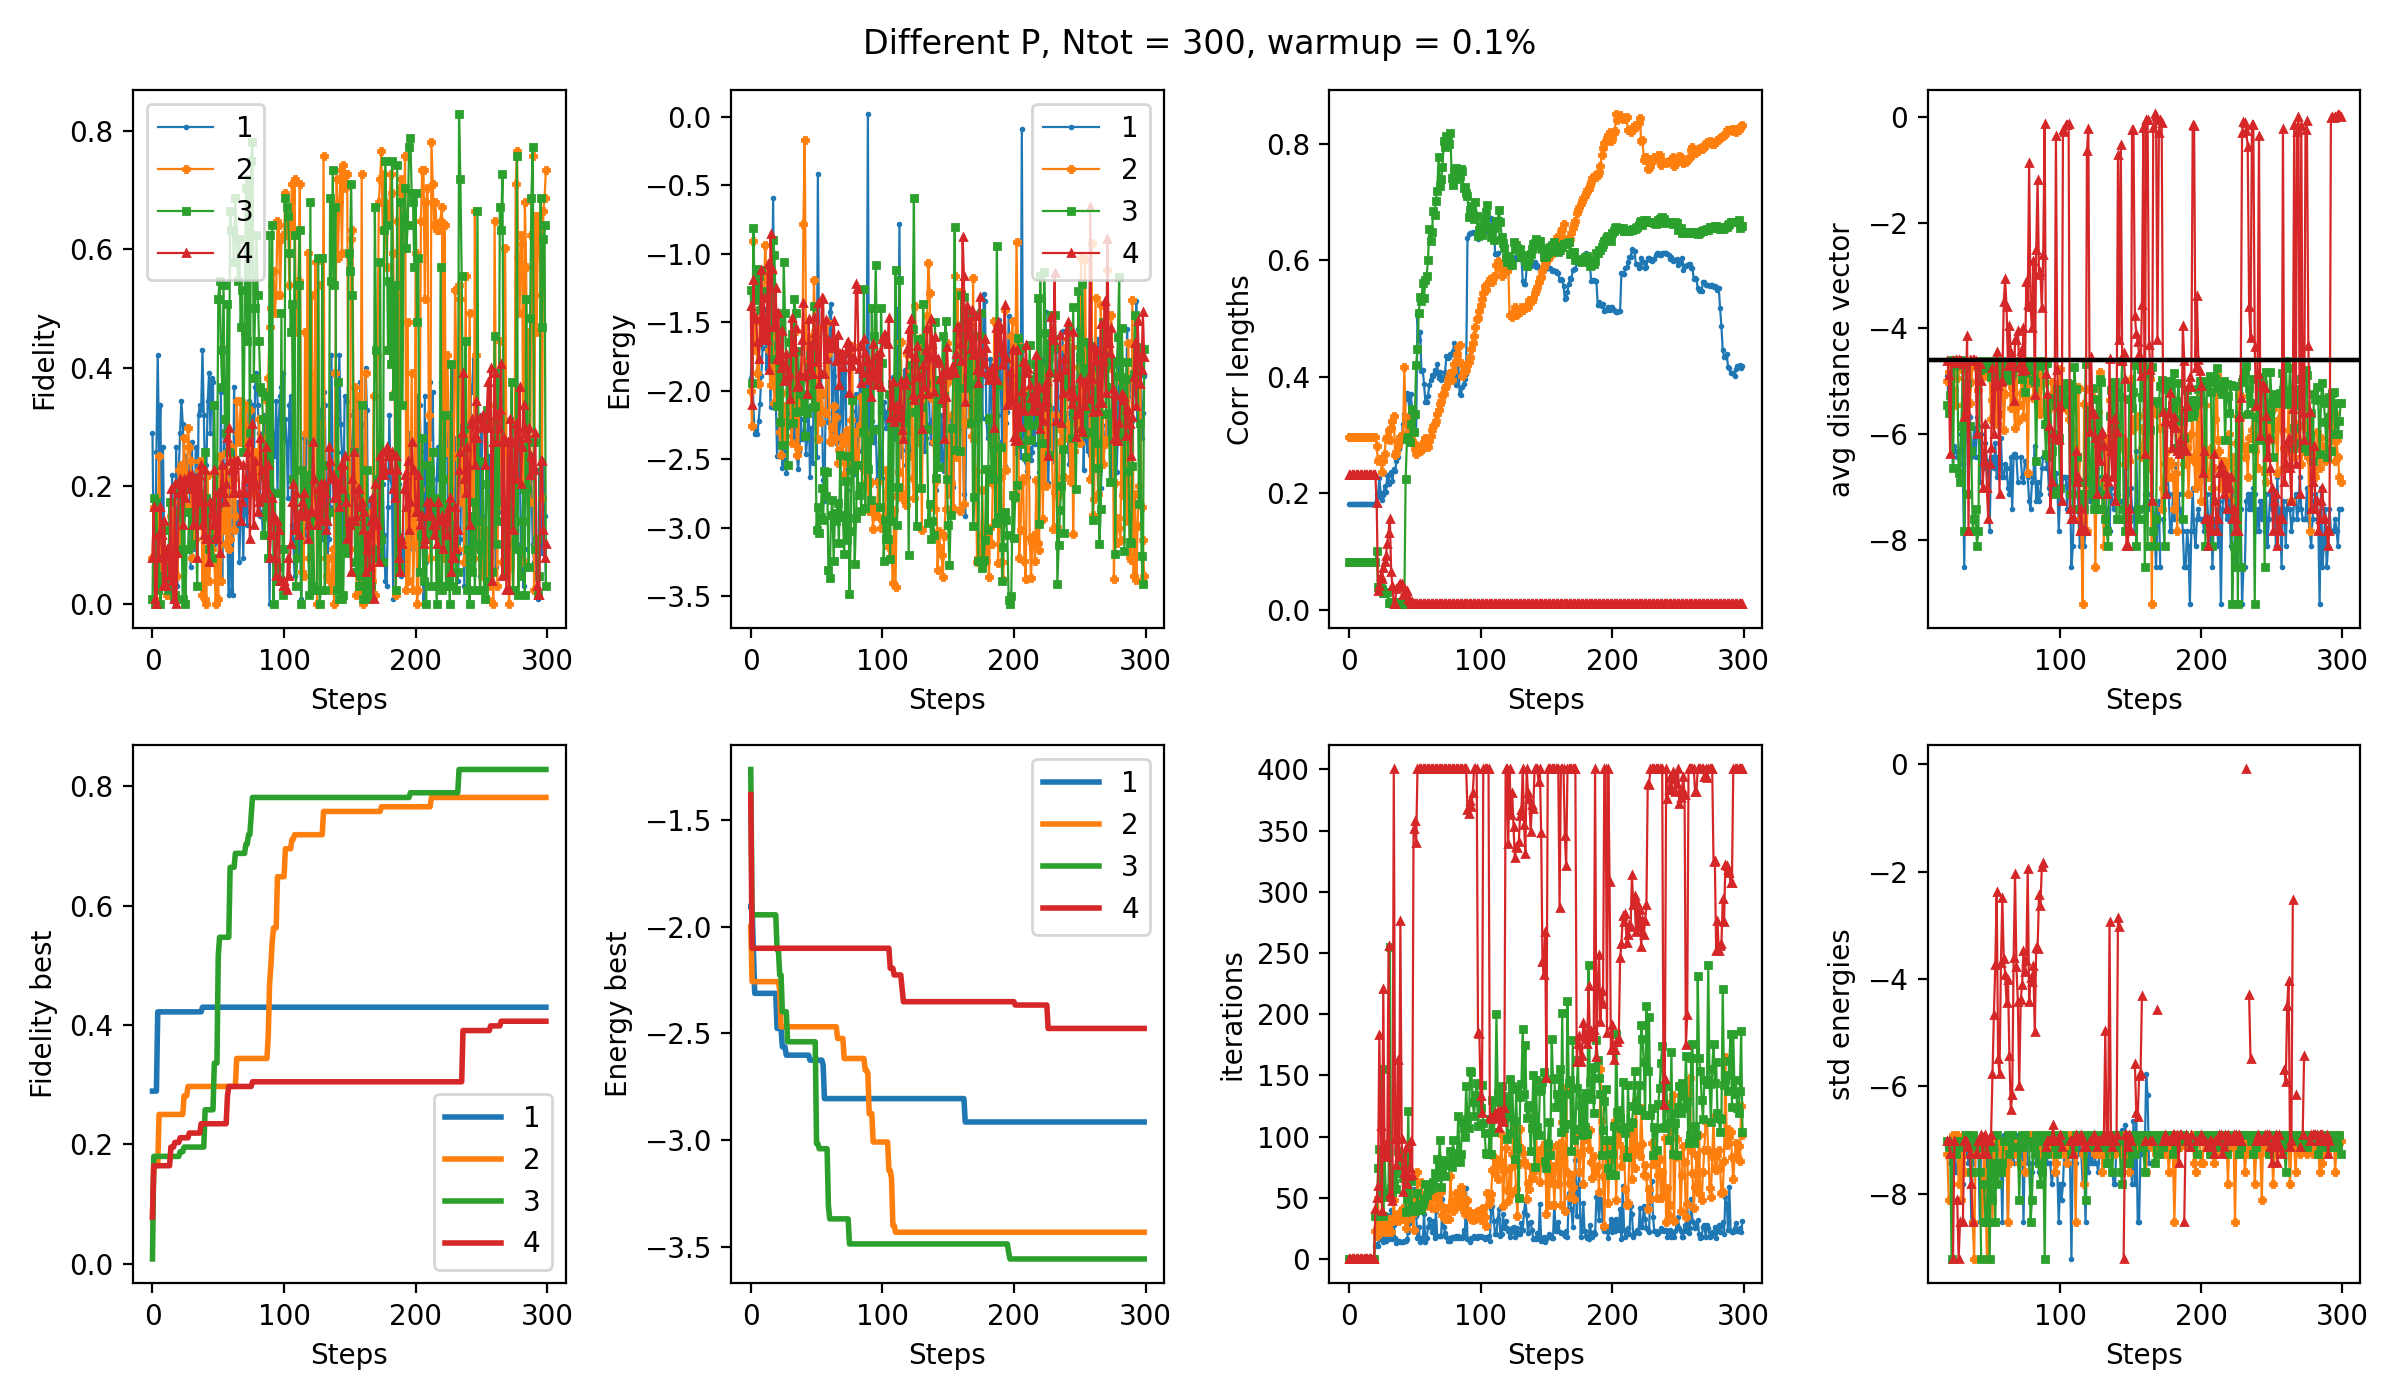 Different P, Ntot = 300, warmup = 0.1%
Fidelity
0.8
0.6
0.4
0.2
0.0
1
2
3
4
0 100 200 300
Steps
Energy
0.0
−0.5
−1.0
−1.5
−2.0
−2.5
−3.0
−3.5
1
2
3
4
0 100 200 300
Steps
Corr lengths
0.8
0.6
0.4
0.2
0.0
0 100 200 300
Steps
avg distance vector
0
−2
−4
−6
−8
100 200 300
Steps
Fidelity best
0.8
0.6
0.4
0.2
0.0
1
2
3
4
0 100 200 300
Steps
Energy best
−1.5
−2.0
−2.5
−3.0
−3.5
1
2
3
4
0 100 200 300
Steps
iterations
400
350
300
250
200
150
100
50
0
0 100 200 300
Steps
std energies
0
−2
−4
−6
−8
100 200 300
Steps